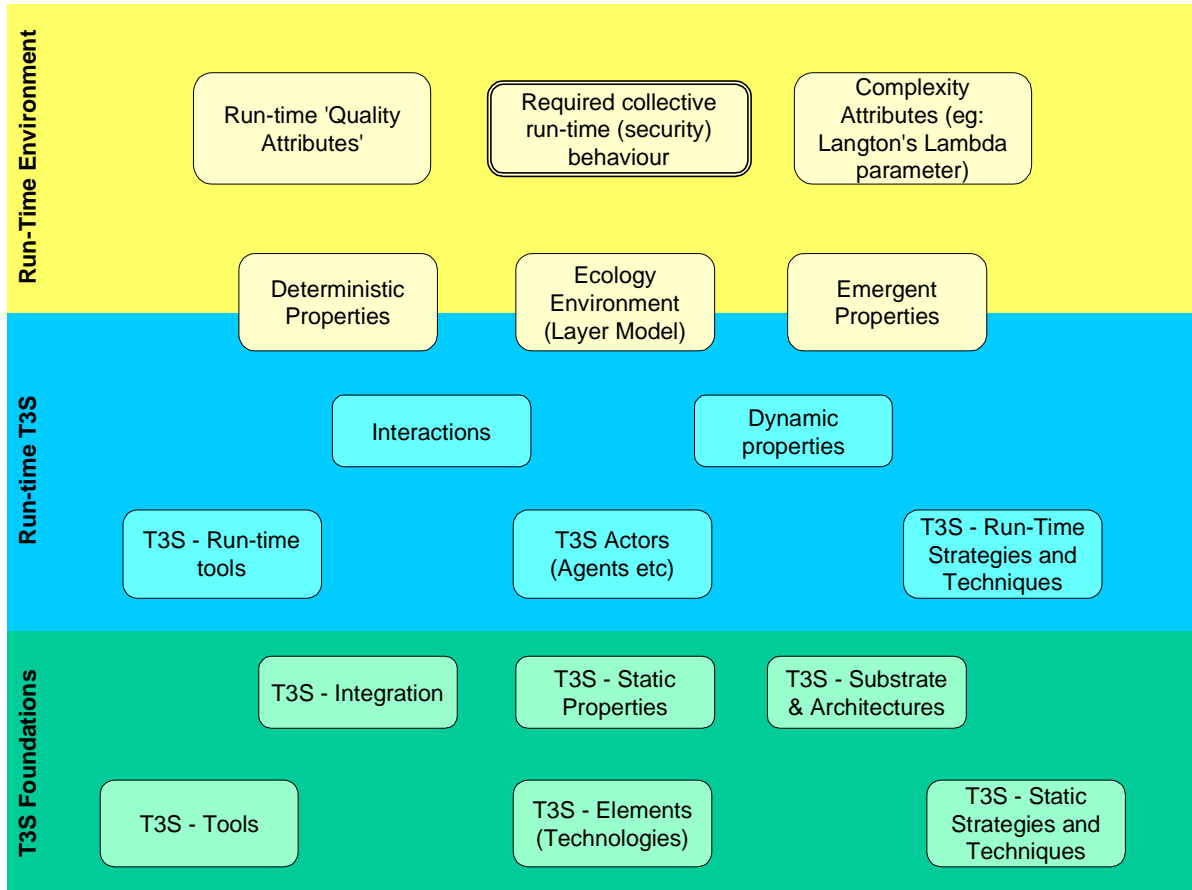 Run-Time Environment
Run-time 'Quality
Attributes'
Required collective
run-time (security)
behaviour
Complexity
Attributes (eg:
Langton's Lambda
parameter)
Deterministic
Properties
Ecology
Environment
(Layer Model)
Emergent
Properties
Run-time T3S
Interactions
Dynamic
properties
T3S - Run-time
tools
T3S Actors
(Agents etc)
T3S - Run-Time
Strategies and
Techniques
T3S Foundations
T3S - Integration
T3S - Static
Properties
T3S - Substrate
& Architectures
T3S - Tools
T3S - Elements
(Technologies)
T3S - Static
Strategies and
Techniques